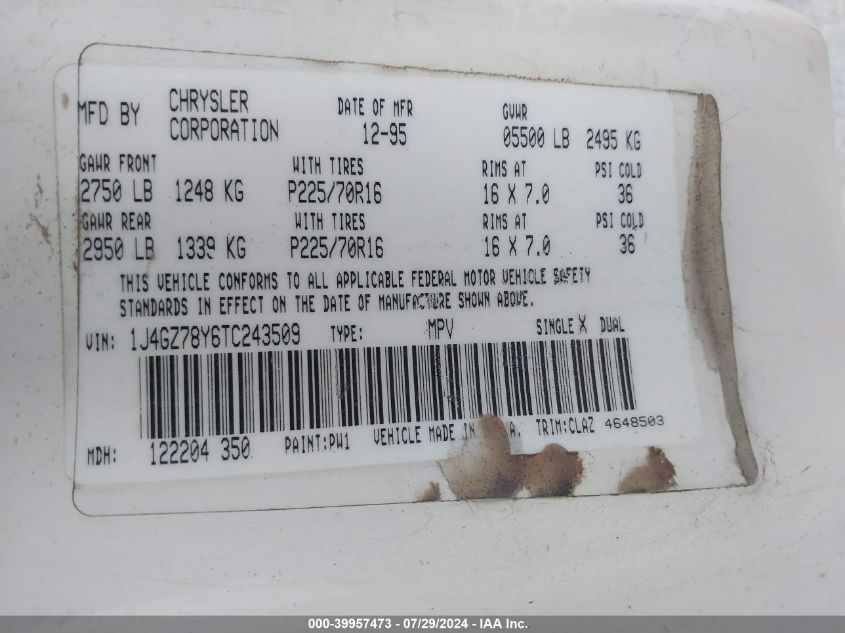 MFD BY CHRYSLER CORPORATION DATE OF MFR 12-95 GVWR 05500 LB 2495 KG
GAWR FRONT WITH TIRES RIMS AT PSI COLD
2750 LB 1248 KG P225/70R16 16 X 7.0 36
GAWR REAR WITH TIRES RIMS AT PSI COLD
2950 LB 1339 KG P225/70R16 16 X 7.0 36
THIS VEHICLE CONFORMS TO ALL APPLICABLE FEDERAL MOTOR VEHICLE SAFETY
STANDARDS IN EFFECT ON THE DATE OF MANUFACTURE SHOWN ABOVE.
VIN: 1J4GZ78Y6TC243509 TYPE: MPV SINGLE X DUAL
MDH: 122204 350 PAINT:PW1 VEHICLE MADE IN A. TRIM:CLAZ 4648503
000-39957473 - 07/29/2024 - IAAI Inc.